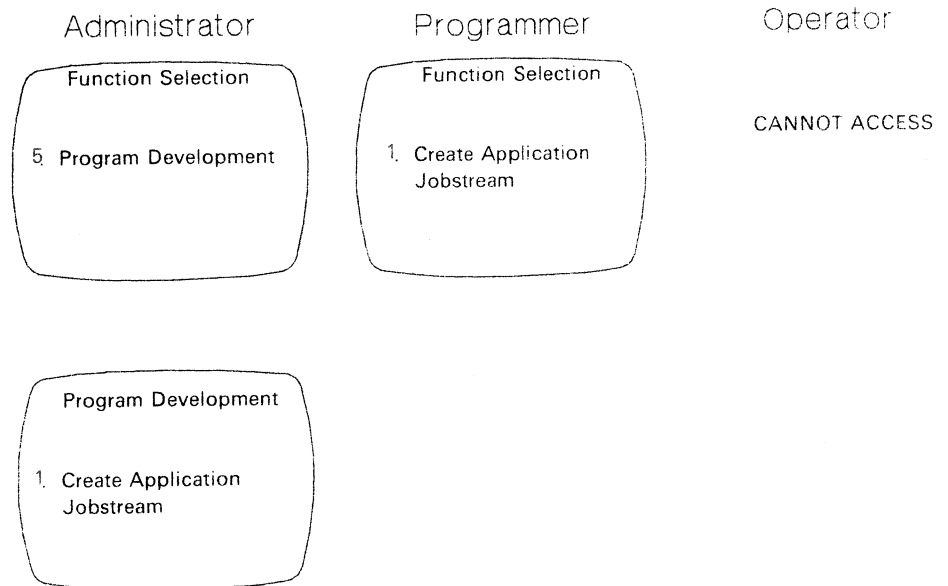 Administrator
Function Selection
5. Program Development
Program Development
1. Create Application
Jobstream
Programmer
Function Selection
1. Create Application
Jobstream
Operator
CANNOT ACCESS